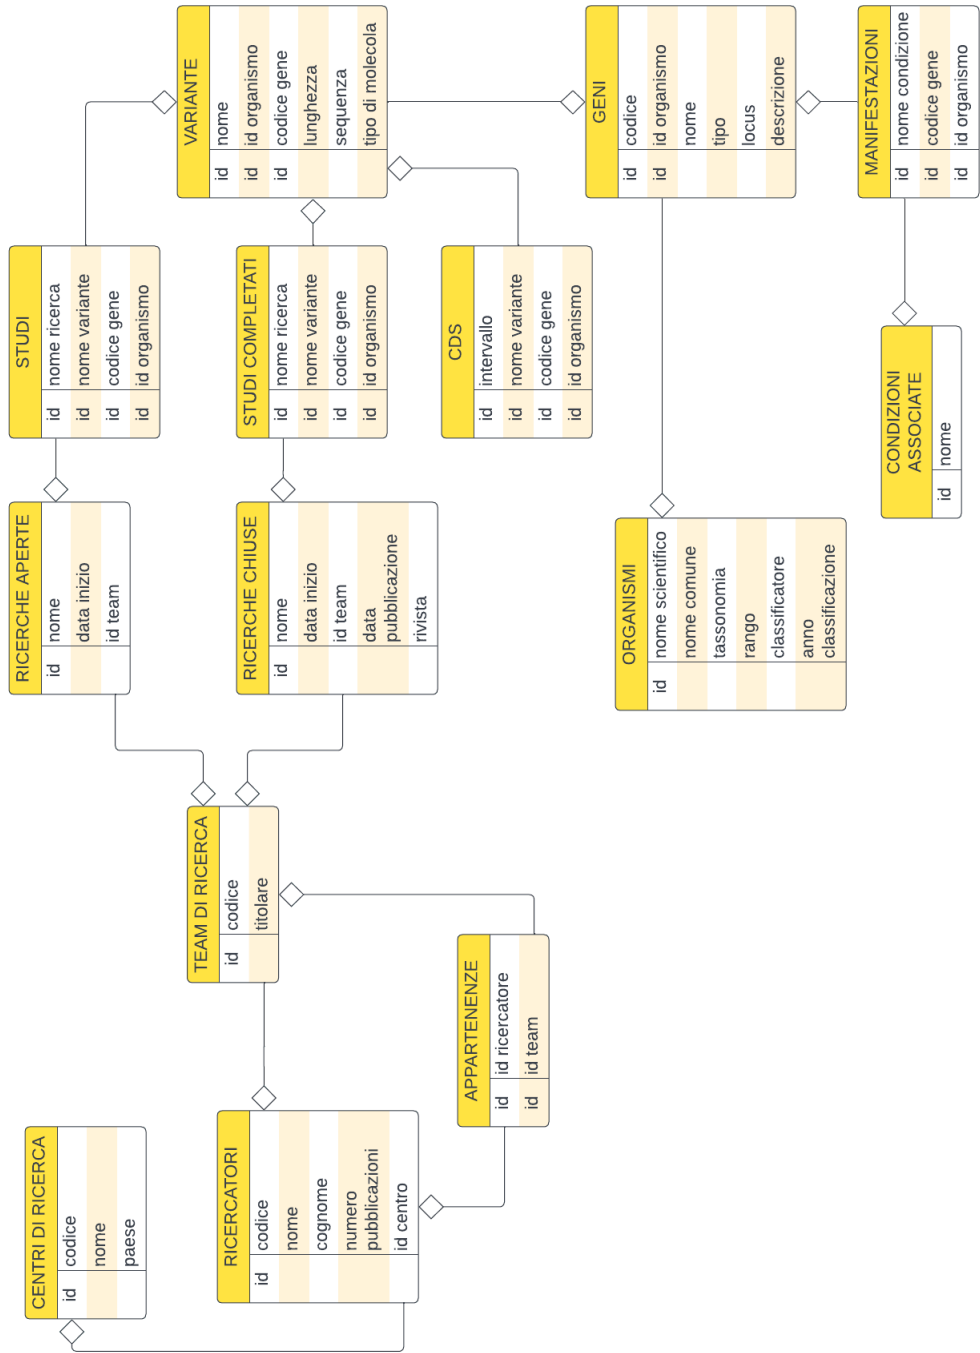 CENTRI DI RICERCA
id codice
nome
paese
RICERCATORI
id codice
nome
cognome
numero
pubblicazioni
id centro
APPARTENENZE
id id ricercatore
id id team
TEAM DI RICERCA
id codice
titolare
RICERCHE APERTE
id nome
data inizio
id team
RICERCHE CHIUSE
id nome
data inizio
id team
data
pubblicazione
rivista
ORGANISMI
id nome scientifico
nome comune
tassonomia
rango
classificatore
anno
classificazione
STUDI
id nome ricerca
id nome variante
id codice gene
id id organismo
STUDI COMPLETATI
id nome ricerca
id nome variante
id codice gene
id id organismo
CDS
id intervallo
id nome variante
id codice gene
id id organismo
CONDIZIONI
ASSOCIATE
id nome
VARIANTE
id nome
id id organismo
id codice gene
lunghezza
sequenza
tipo di molecola
GENI
id codice
id id organismo
nome
tipo
locus
descrizione
MANIFESTAZIONI
id nome condizione
id codice gene
id id organismo